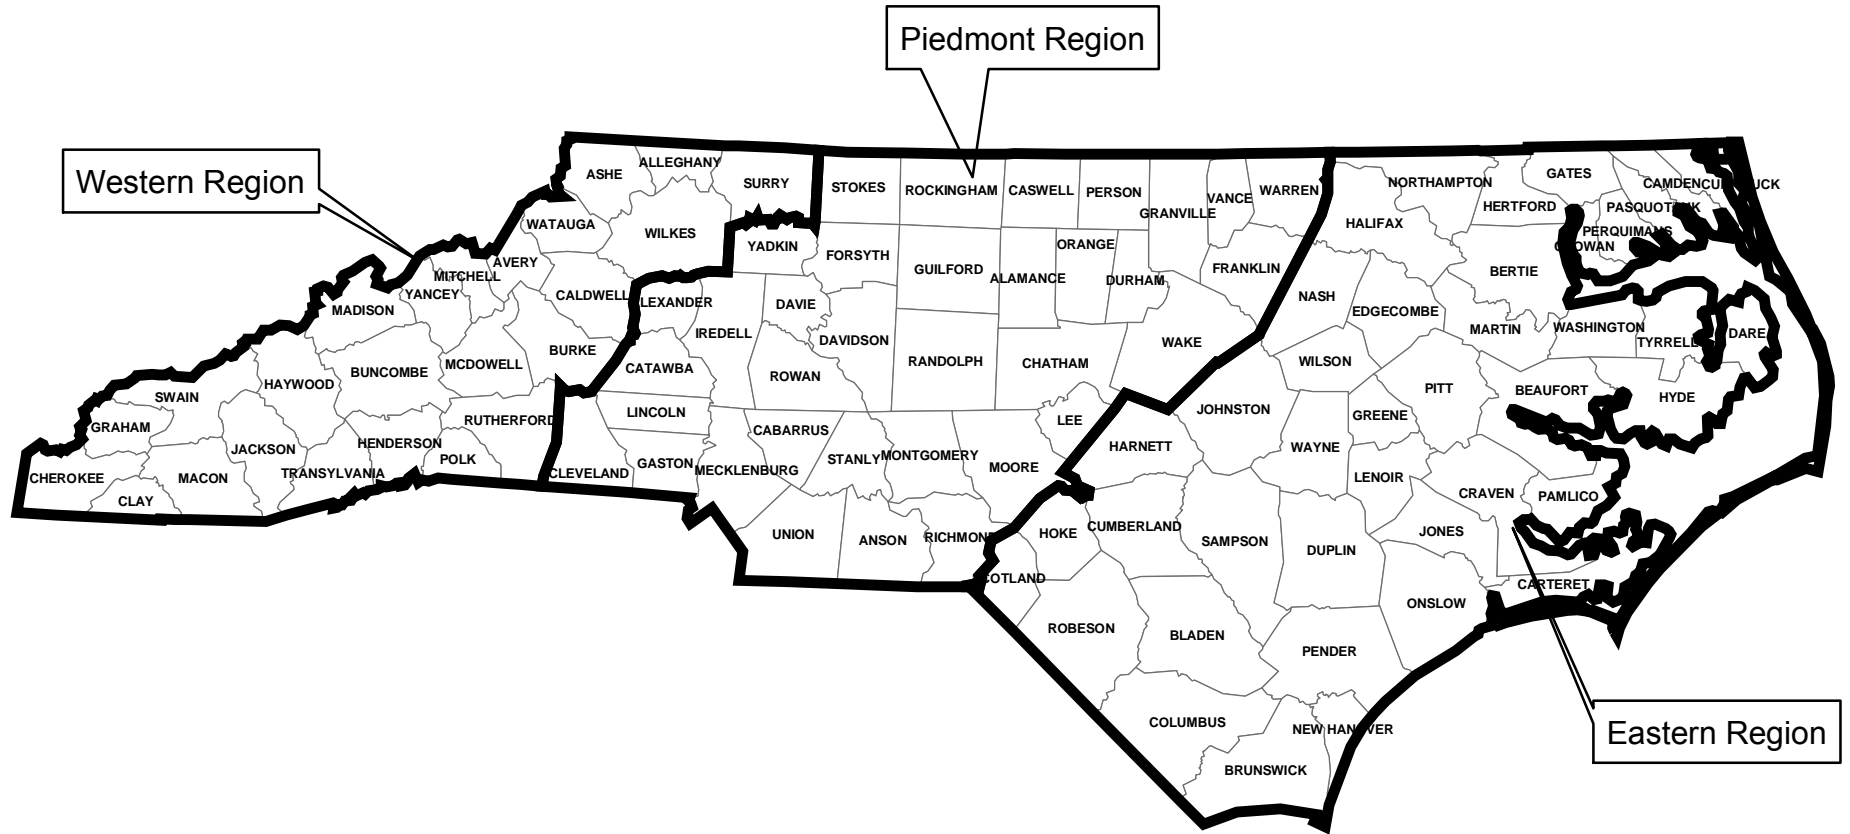 Piedmont Region
Western Region
ASHE
ALLEGHANY
SURRY
STOKES
ROCKINGHAM
CASWELL
PERSON
GRANVILLE
VANCE
WARREN
NORTHAMPTON
GATES
CAMDEN
HERTFORD
HALIFAX
WATAUGA
WILKES
YADKIN
FORSYTH
GUILFORD
ALAMANCE
ORANGE
DURHAM
FRANKLIN
BERTIE
PERQUIMANS
AVERY
MITCHELL
YANCEY
MADISON
CALDWELL
LEXANDER
IREDELL
DAVIE
DAVIDSON
RANDOLPH
CHATHAM
WAKE
NASH
EDGECOMBE
MARTIN
WASHINGTON
TYRRELL
DARE
BURKE
MCDOWELL
BUNCOMBE
HAYWOOD
SWAIN
CATAWBA
ROWAN
WILSON
PITT
BEAUFORT
HYDE
GRAHAM
JACKSON
HENDERSON
RUTHERFORD
LINCOLN
CABARRUS
LEE
JOHNSTON
GREENE
WAYNE
HARNETT
CHEROKEE
CLAY
MACON
TRANSYLVANIA
POLK
CLEVELAND
GASTON
MECKLENBURG
STANLY
MONTGOMERY
MOORE
LENOIR
CRAVEN
PAMLICO
UNION
ANSON
RICHMOND
HOKE
CUMBERLAND
SAMPSON
DUPLIN
JONES
COTLAND
CARTERET
ONSLOW
ROBESON
BLADEN
PENDER
COLUMBUS
NEW HANOVER
BRUNSWICK
Eastern Region